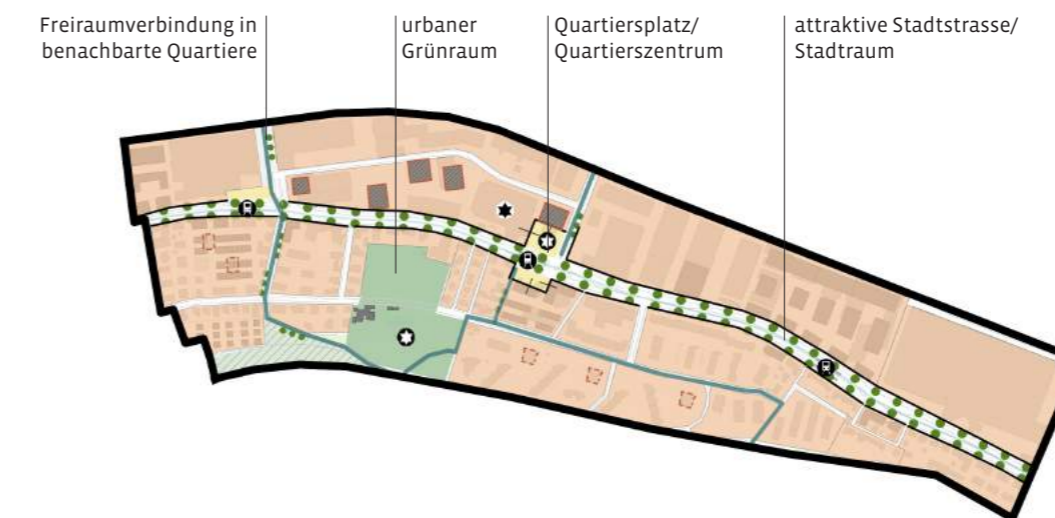 Freiraumverbindung in
benachbarte Quartiere
urbaner
Grünraum
Quartiersplatz/
Quartierszentrum
attraktive Stadtstrasse/
Stadtraum